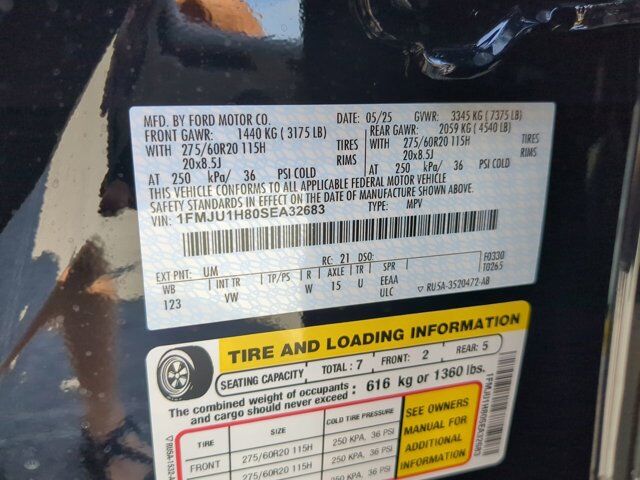 MFD. BY FORD MOTOR CO. DATE: 05/25 GVWR: 3345 KG ( 7375 LB)
FRONT GAWR: 1440 KG ( 3175 LB) REAR GAWR: 2059 KG ( 4540 LB)
WITH 275/60R20 115H TIRES WITH 275/60R20 115H TIRES
20x8.5J RIMS 20x8.5J RIMS
AT 250 kPa/ 36 PSI COLD AT 250 kPa/ 36 PSI COLD
THIS VEHICLE CONFORMS TO ALL APPLICABLE FEDERAL MOTOR VEHICLE
SAFETY STANDARDS IN EFFECT ON THE DATE OF MANUFACTURE SHOWN ABOVE.
VIN: 1FMJU1H80SEA32683 TYPE: MPV
EXT PNT: UM RC: 21 DSO: F0330
T0265
WB INT TR TP/PS R AXLE TR SPR
123 VW W 15 U EEAA
ULC ▽ RU5A-3520472-AB
TIRE AND LOADING INFORMATION
SEATING CAPACITY TOTAL : 7 FRONT: 2 REAR: 5
The combined weight of occupants
and cargo should never exceed : 616 kg or 1360 lbs.
TIRE SIZE COLD TIRE PRESSURE
FRONT 275/60R20 115H 250 KPA, 36 PSI
275/60R20 115H 250 KPA, 36 PSI
SEE OWNERS
MANUAL FOR
ADDITIONAL
INFORMATION
1FMJU1H80SEA32683